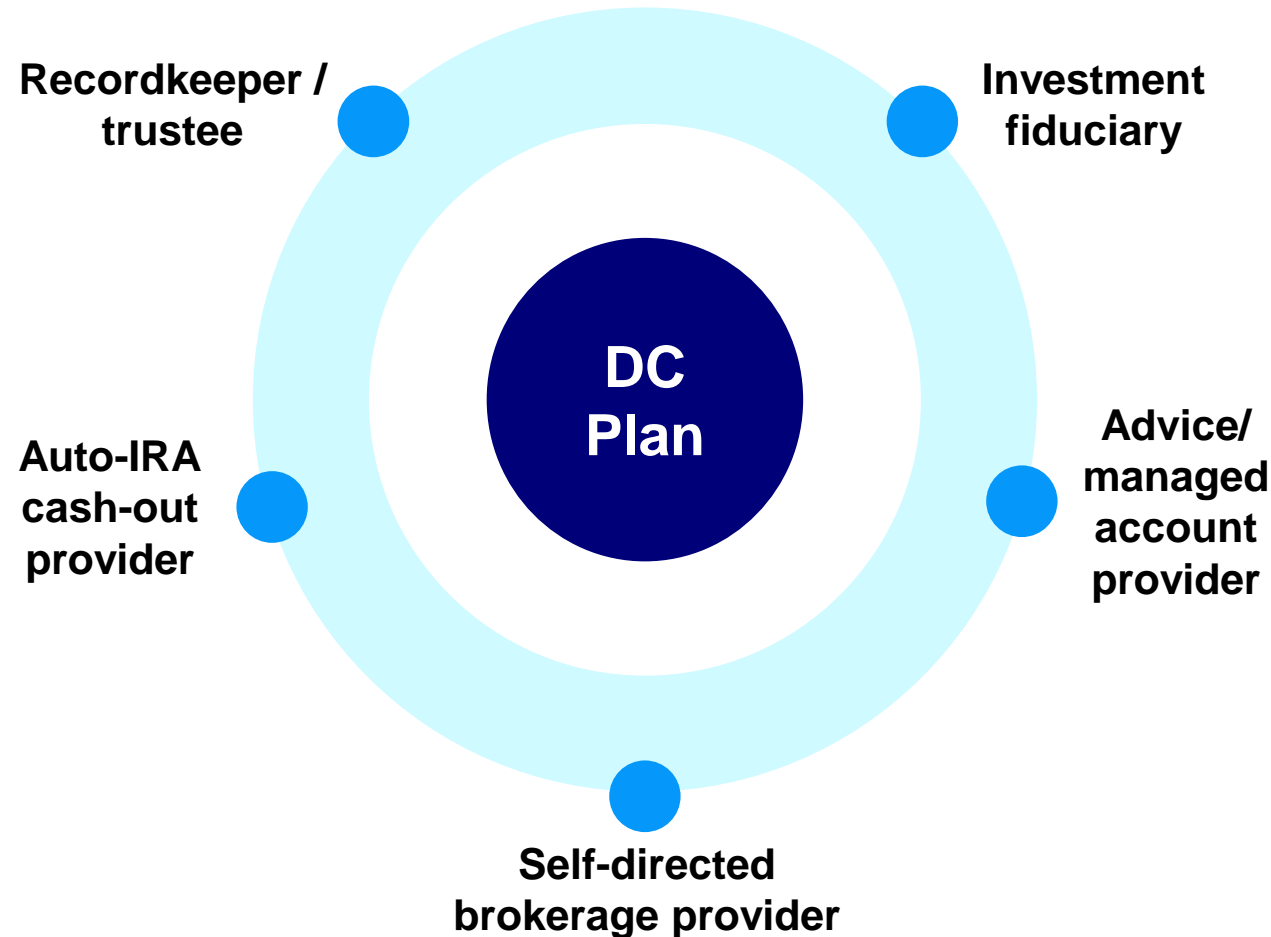 Recordkeeper /
trustee
Investment
fiduciary
DC
Plan
Auto-IRA
cash-out
provider
Advice/
managed
account
provider
Self-directed
brokerage provider